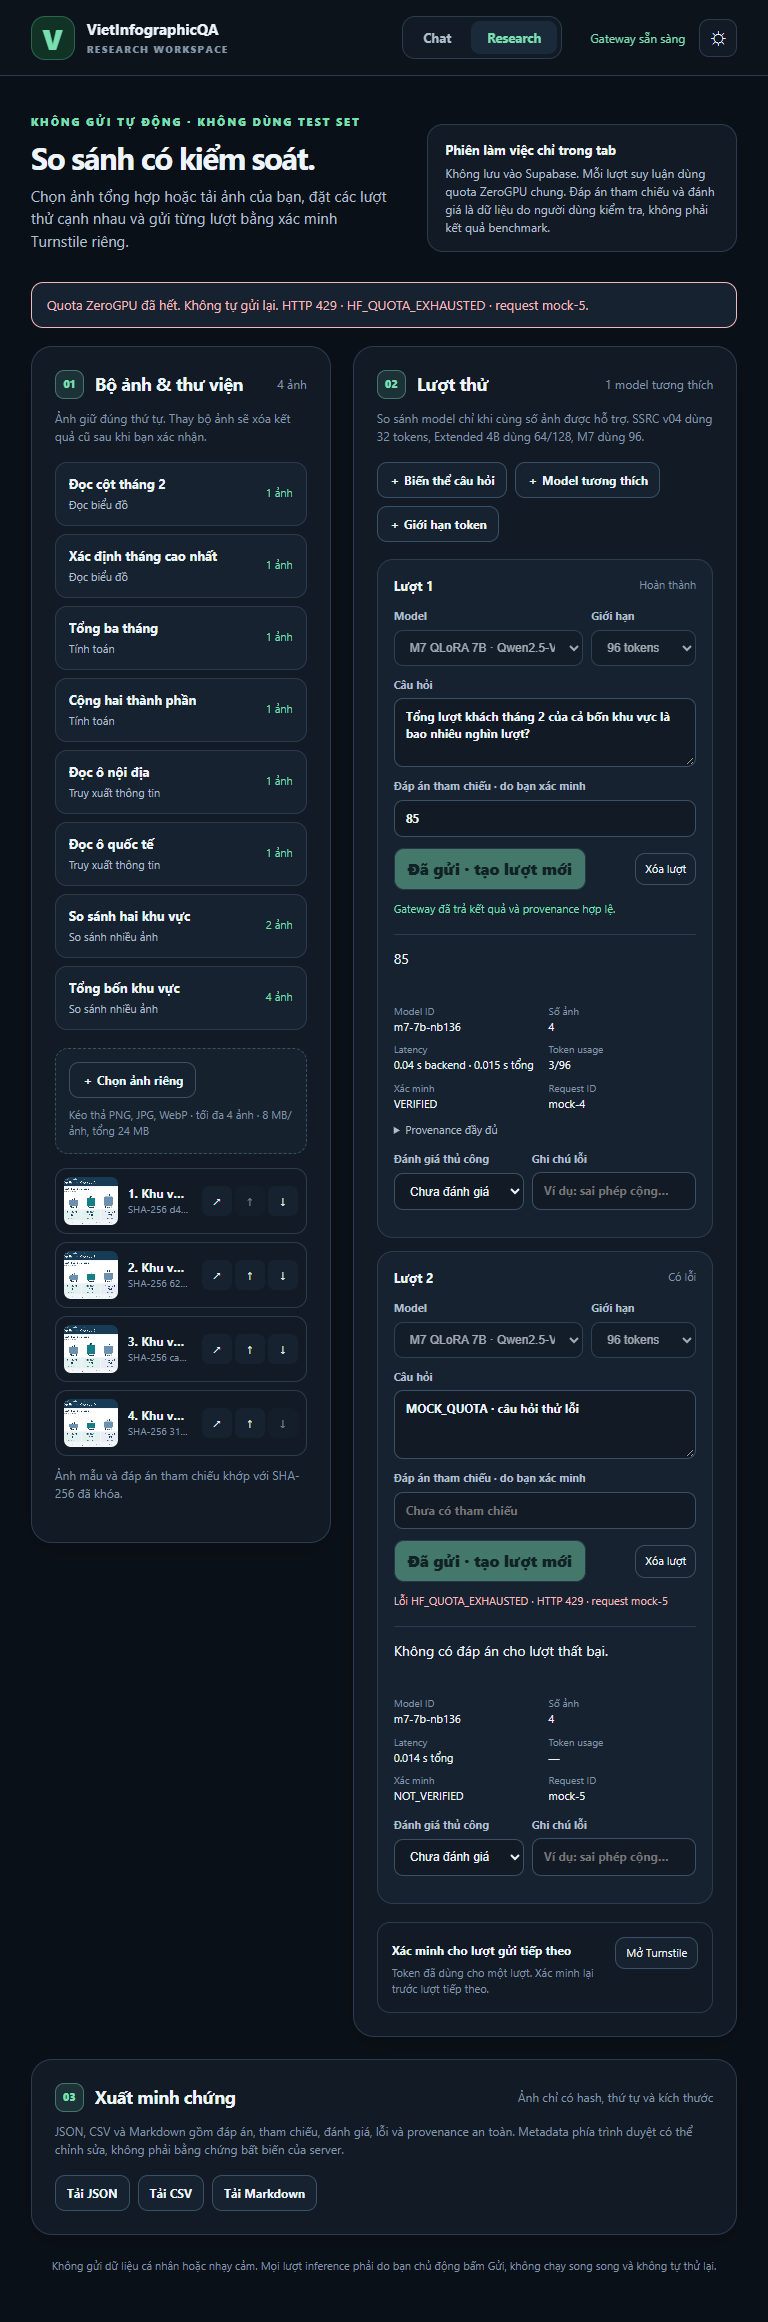 V
VietInfographicQA
RESEARCH WORKSPACE
Chat
Research
Gateway sẵn sàng
KHÔNG GỬI TỰ ĐỘNG · KHÔNG DÙNG TEST SET
So sánh có kiểm soát.
Chọn ảnh tổng hợp hoặc tải ảnh của bạn, đặt các lượt
thử cạnh nhau và gửi từng lượt bằng xác minh
Turnstile riêng.
Phiên làm việc chỉ trong tab
Không lưu vào Supabase. Mỗi lượt suy luận dùng
quota ZeroGPU chung. Đáp án tham chiếu và đánh
giá là dữ liệu do người dùng kiểm tra, không phải
kết quả benchmark.
Quota ZeroGPU đã hết. Không tự gửi lại. HTTP 429 · HF_QUOTA_EXHAUSTED · request mock-5.
01 Bộ ảnh & thư viện 4 ảnh
Ảnh giữ đúng thứ tự. Thay bộ ảnh sẽ xóa kết
quả cũ sau khi bạn xác nhận.
Đọc cột tháng 2
Đọc biểu đồ
1 ảnh
Xác định tháng cao nhất
Đọc biểu đồ
1 ảnh
Tổng ba tháng
Tính toán
1 ảnh
Cộng hai thành phần
Tính toán
1 ảnh
Đọc ô nội địa
Truy xuất thông tin
1 ảnh
Đọc ô quốc tế
Truy xuất thông tin
1 ảnh
So sánh hai khu vực
So sánh nhiều ảnh
2 ảnh
Tổng bốn khu vực
So sánh nhiều ảnh
4 ảnh
+ Chọn ảnh riêng
Kéo thả PNG, JPG, WebP · tối đa 4 ảnh · 8 MB/
ảnh, tổng 24 MB
1. Khu v...
SHA-256 d4...
↗ ↑ ↓
2. Khu v...
SHA-256 62...
↗ ↑ ↓
3. Khu v...
SHA-256 ca...
↗ ↑ ↓
4. Khu v...
SHA-256 31...
↗ ↑ ↓
Ảnh mẫu và đáp án tham chiếu khớp với SHA-
256 đã khóa.
02 Lượt thử 1 model tương thích
So sánh model chỉ khi cùng số ảnh được hỗ trợ. SSRC v04 dùng
32 tokens, Extended 4B dùng 64/128, M7 dùng 96.
+ Biến thể câu hỏi
+ Model tương thích
+ Giới hạn token
Lượt 1 Hoàn thành
Model Giới hạn
M7 QLoRA 7B · Qwen2.5-V 96 tokens
Câu hỏi
Tổng lượt khách tháng 2 của cả bốn khu vực là
bao nhiêu nghìn lượt?
Đáp án tham chiếu · do bạn xác minh
85
Đã gửi · tạo lượt mới Xóa lượt
Gateway đã trả kết quả và provenance hợp lệ.
85
Model ID Số ảnh
m7-7b-nb136 4
Latency Token usage
0.04 s backend · 0.015 s tổng 3/96
Xác minh Request ID
VERIFIED mock-4
▶ Provenance đầy đủ
Đánh giá thủ công Ghi chú lỗi
Chưa đánh giá Ví dụ: sai phép cộng...
Lượt 2 Có lỗi
Model Giới hạn
M7 QLoRA 7B · Qwen2.5-V 96 tokens
Câu hỏi
MOCK_QUOTA · câu hỏi thử lỗi
Đáp án tham chiếu · do bạn xác minh
Chưa có tham chiếu
Đã gửi · tạo lượt mới Xóa lượt
Lỗi HF_QUOTA_EXHAUSTED · HTTP 429 · request mock-5
Không có đáp án cho lượt thất bại.
Model ID Số ảnh
m7-7b-nb136 4
Latency Token usage
0.014 s tổng —
Xác minh Request ID
NOT_VERIFIED mock-5
Đánh giá thủ công Ghi chú lỗi
Chưa đánh giá Ví dụ: sai phép cộng...
Xác minh cho lượt gửi tiếp theo
Token đã dùng cho một lượt. Xác minh lại
trước lượt tiếp theo.
Mở Turnstile
03 Xuất minh chứng Ảnh chỉ có hash, thứ tự và kích thước
JSON, CSV và Markdown gồm đáp án, tham chiếu, đánh giá, lỗi và provenance an toàn. Metadata phía trình duyệt có thể
chỉnh sửa, không phải bằng chứng bất biến của server.
Tải JSON
Tải CSV
Tải Markdown
Không gửi dữ liệu cá nhân hoặc nhạy cảm. Mọi lượt inference phải do bạn chủ động bấm Gửi, không chạy song song và không tự thử lại.